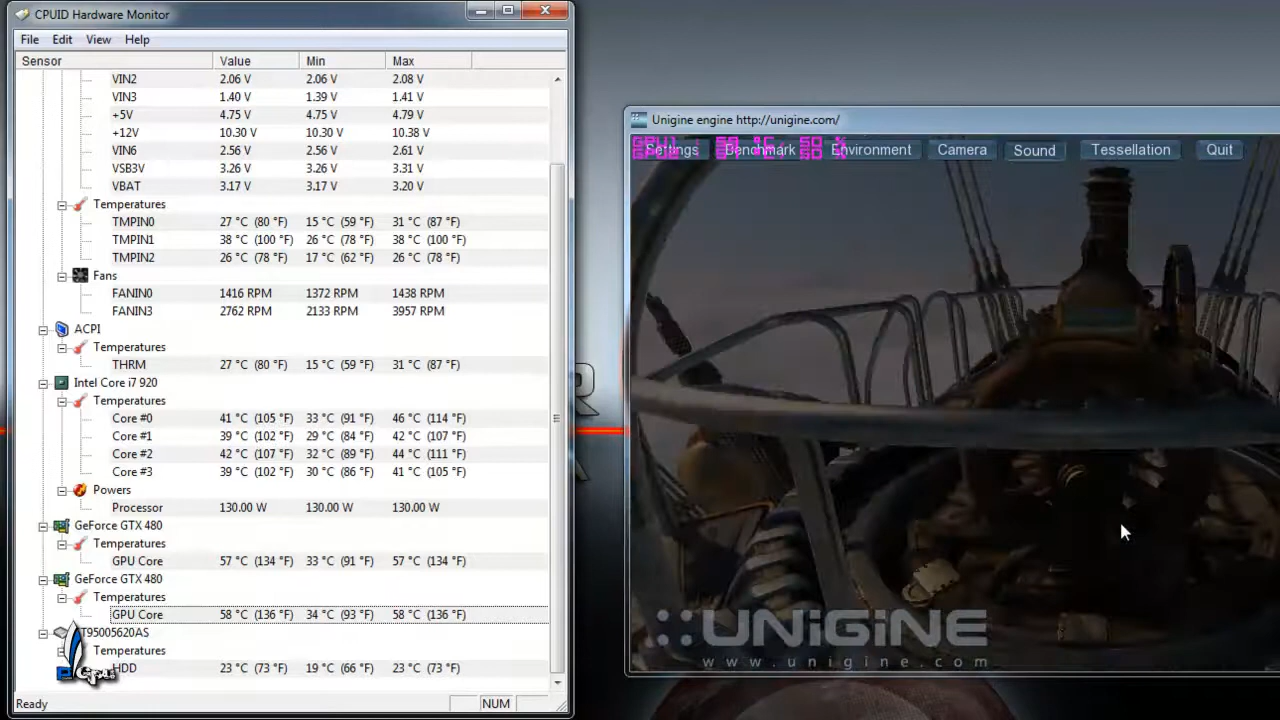 CPUID Hardware Monitor
File Edit View Help
Sensor Value Min Max
VIN2 2.06 V 2.06 V 2.08 V
VIN3 1.40 V 1.39 V 1.41 V
+5V 4.75 V 4.75 V 4.79 V
+12V 10.30 V 10.30 V 10.38 V
VIN6 2.56 V 2.56 V 2.61 V
VSB3V 3.26 V 3.26 V 3.31 V
VBAT 3.17 V 3.17 V 3.20 V
Temperatures
TMPIN0 27 °C (80 °F) 15 °C (59 °F) 31 °C (87 °F)
TMPIN1 38 °C (100 °F) 26 °C (78 °F) 38 °C (100 °F)
TMPIN2 26 °C (78 °F) 17 °C (62 °F) 26 °C (78 °F)
Fans
FANIN0 1416 RPM 1372 RPM 1438 RPM
FANIN3 2762 RPM 2133 RPM 3957 RPM
ACPI
Temperatures
THRM 27 °C (80 °F) 15 °C (59 °F) 31 °C (87 °F)
Intel Core i7 920
Temperatures
Core #0 41 °C (105 °F) 33 °C (91 °F) 46 °C (114 °F)
Core #1 39 °C (102 °F) 29 °C (84 °F) 42 °C (107 °F)
Core #2 42 °C (107 °F) 32 °C (89 °F) 44 °C (111 °F)
Core #3 39 °C (102 °F) 30 °C (86 °F) 41 °C (105 °F)
Powers
Processor 130.00 W 130.00 W 130.00 W
GeForce GTX 480
Temperatures
GPU Core 57 °C (134 °F) 33 °C (91 °F) 57 °C (134 °F)
GeForce GTX 480
Temperatures
GPU Core 58 °C (136 °F) 34 °C (93 °F) 58 °C (136 °F)
T95005620AS
Temperatures
HDD 23 °C (73 °F) 19 °C (66 °F) 23 °C (73 °F)
Ready NUM
Unigine engine http://unigine.com/
Settings Benchmark Environment Camera Sound Tessellation Quit
UNiGiNE
www.unigine.com